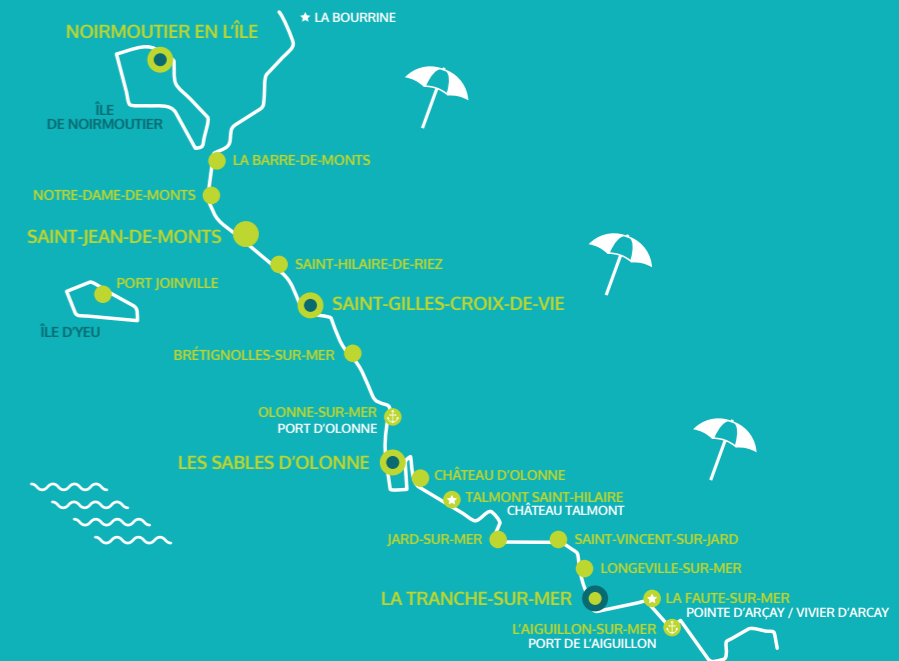 LA BOURRINE
NOIRMOUTIER EN L'ÎLE
ÎLE
DE NOIRMOUTIER
LA BARRE-DE-MONTS
NOTRE-DAME-DE-MONTS
SAINT-JEAN-DE-MONTS
SAINT-HILAIRE-DE-RIEZ
PORT JOINVILLE
SAINT-GILLES-CROIX-DE-VIE
ÎLE D'YEU
BRÉTIGNOLLES-SUR-MER
OLONNE-SUR-MER
PORT D'OLONNE
LES SABLES D'OLONNE
CHÂTEAU D'OLONNE
TALMONT SAINT-HILAIRE
CHÂTEAU TALMONT
JARD-SUR-MER
SAINT-VINCENT-SUR-JARD
LONGEVILLE-SUR-MER
LA TRANCHE-SUR-MER
LA FAUTE-SUR-MER
POINTE D'ARÇAY / VIVIER D'ARCAY
L'AIGUILLON-SUR-MER
PORT DE L'AIGUILLON